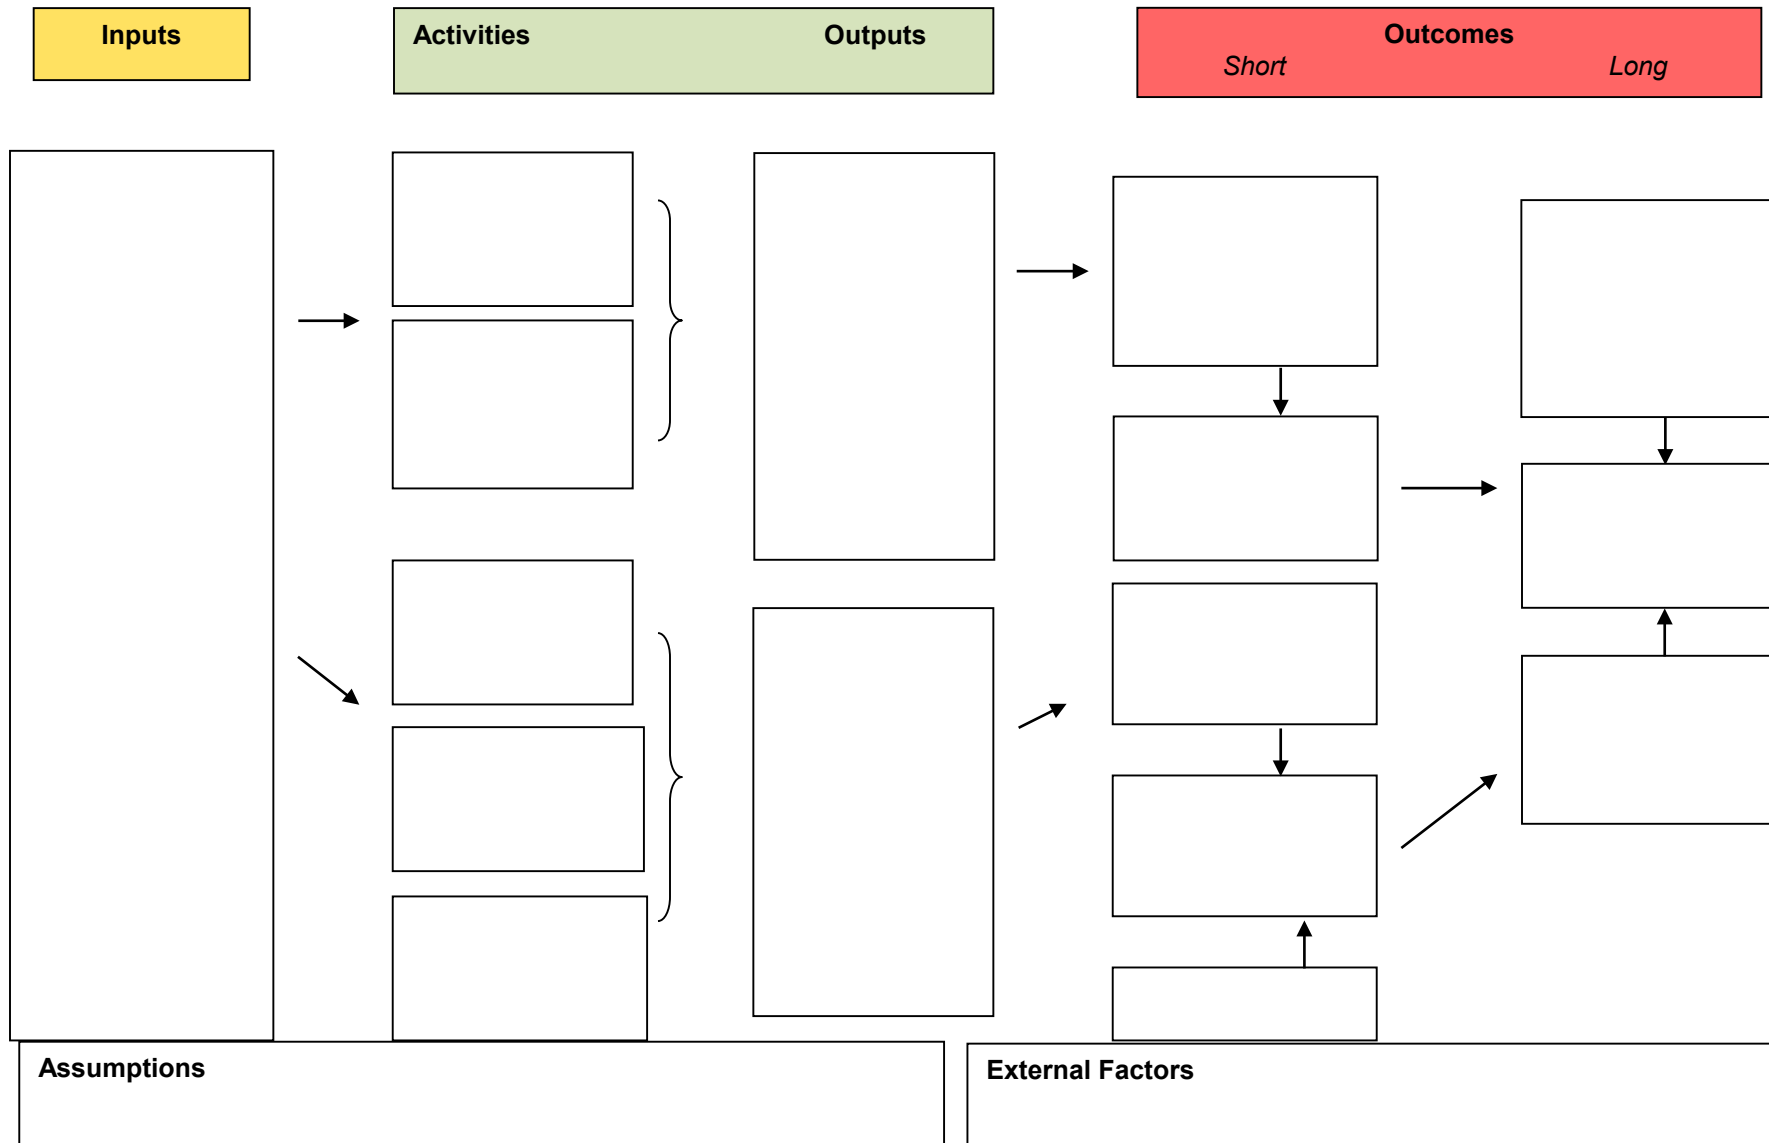 Inputs
Activities Outputs
Outcomes
Short Long
Assumptions
External Factors